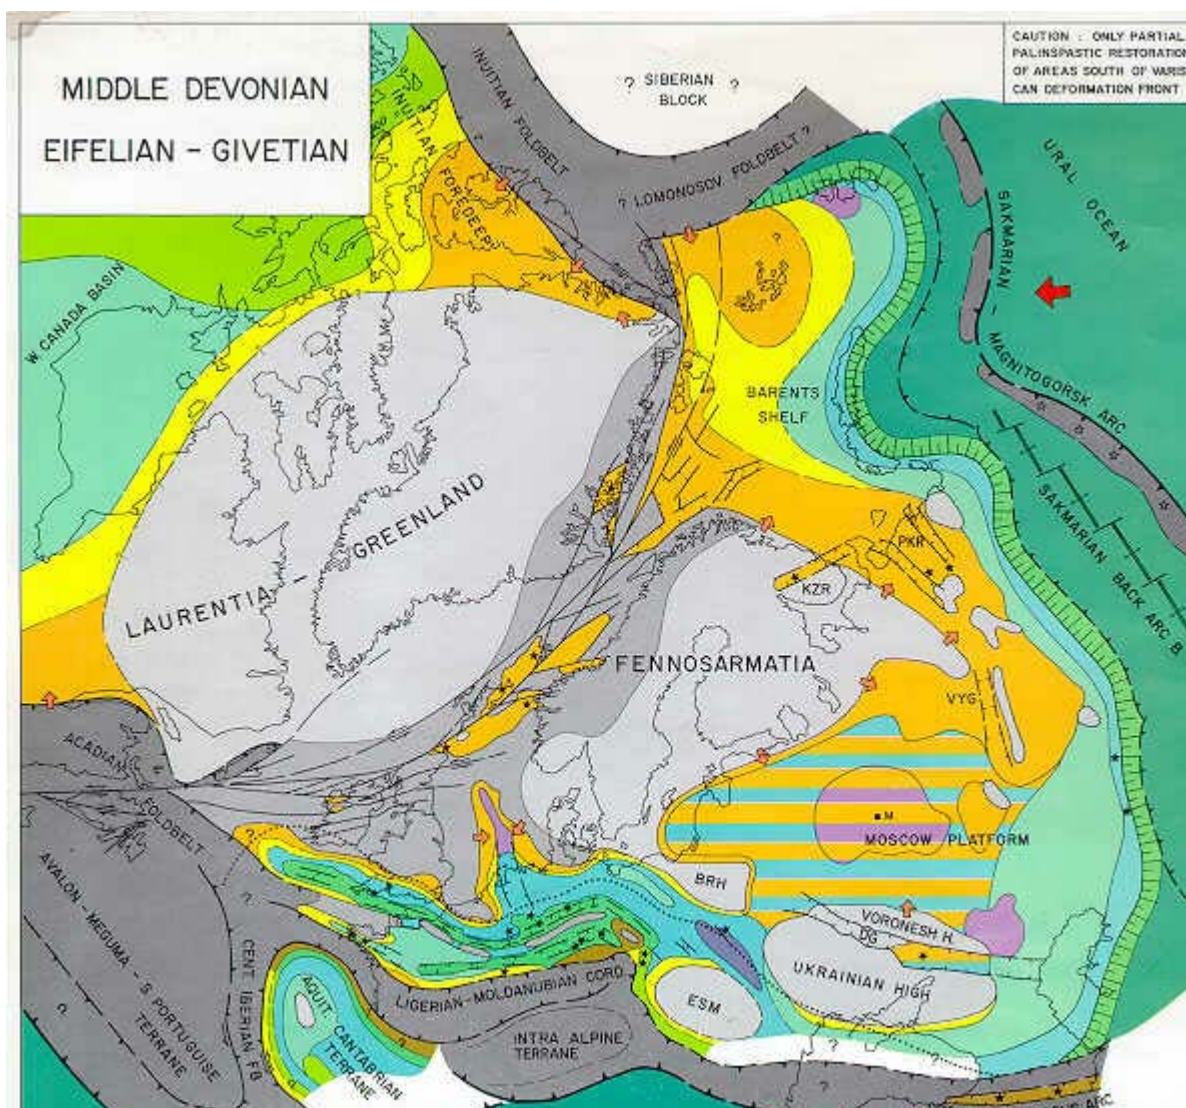 MIDDLE DEVONIAN
EIFELIAN - GIVETIAN
CAUTION : ONLY PARTIAL
PALINSPASTIC RESTORATION
OF AREAS SOUTH OF VARIS
CAN DEFORMATION FRONT
? SIBERIAN ?
BLOCK
INUITIAN FOLDBELT
INUITIAN FOREDEEP
? LOMONOSOV FOLDBELT ?
URAL OCEAN
SAKMARIAN - MAGNITOGORSK ARC
SAKMARIAN BACK ARC B
W. CANADA BASIN
BARENTS
SHELF
LAURENTIA - GREENLAND
PKR
KZR
FENNOSARMATIA
VYG
M.
MOSCOW PLATFORM
ACADIAN FOLDBELT
BRH
VORONESH H.
DG
UKRAINIAN HIGH
AVALON - MEGUMA - S PORTUGUISE
TERRANE
CENT IBERIAN FB
AQUIT CANTABRIAN
TERRANE
LIGERIAN-MOLDANUBIAN CORD
ESM
INTRA ALPINE
TERRANE
ARC